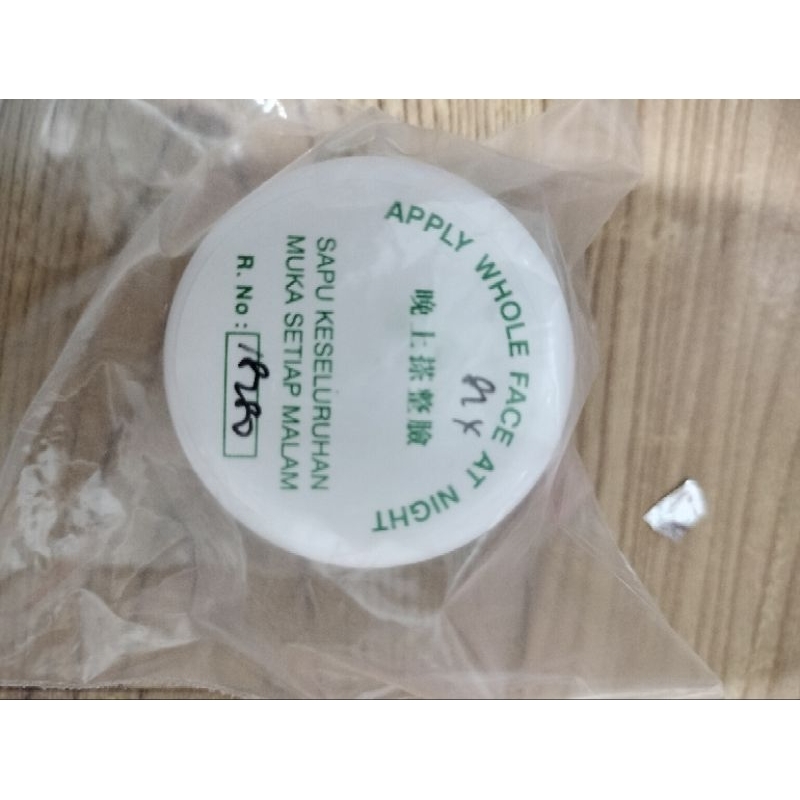 APPLY WHOLE FACE AT NIGHT
晚上搽整臉
SAPU KESELURUHAN
MUKA SETIAP MALAM
R. No: